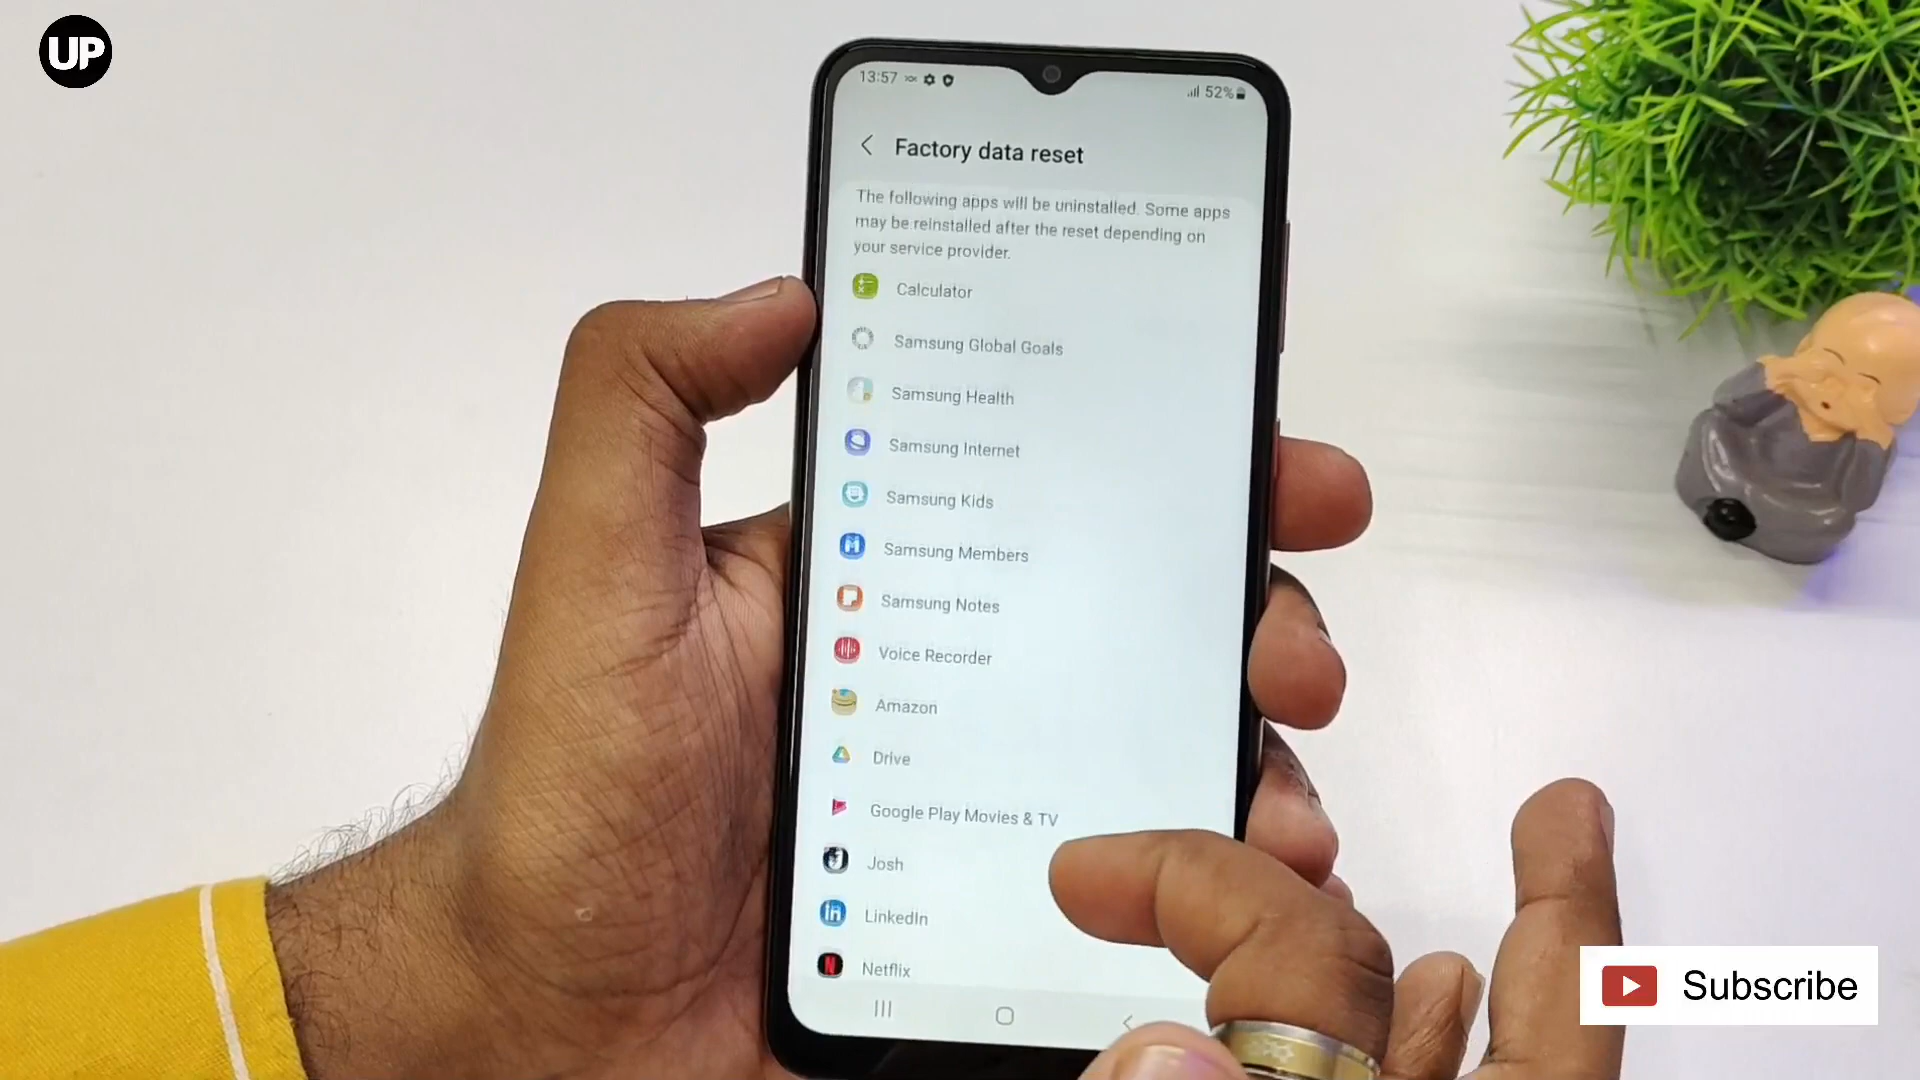 UP
13:57
52%
Factory data reset
The following apps will be uninstalled. Some apps
may be reinstalled after the reset depending on
your service provider.
Calculator
Samsung Global Goals
Samsung Health
Samsung Internet
Samsung Kids
Samsung Members
Samsung Notes
Voice Recorder
Amazon
Drive
Google Play Movies & TV
Josh
LinkedIn
Netflix
Subscribe